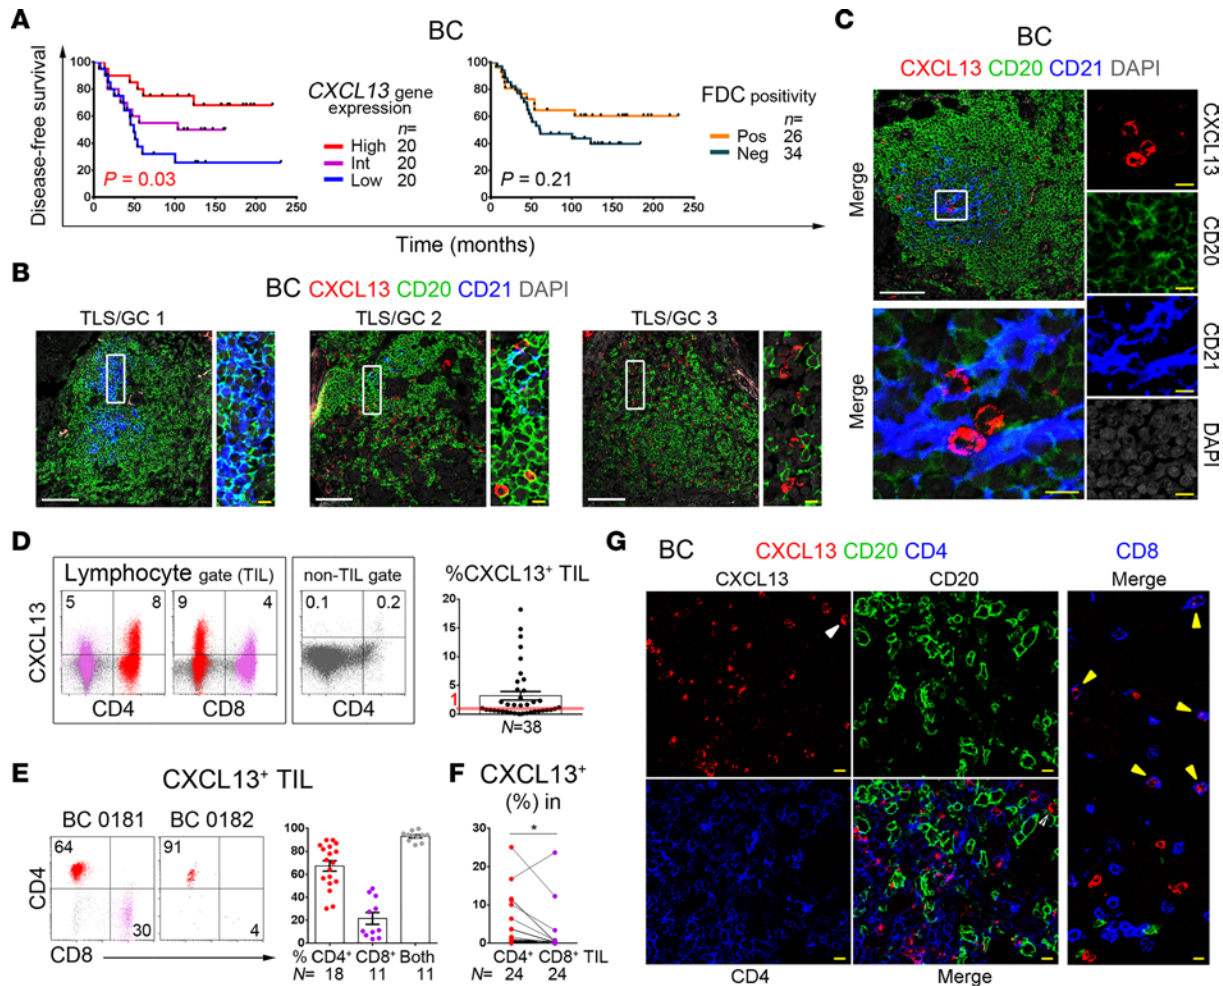 A
BC
Disease-free survival
100
80
60
40
20
0
P = 0.03
0 50 100 150 200 250
CXCL13 gene
expression
n=
High 20
Int 20
Low 20
100
80
60
40
20
0
P = 0.21
0 50 100 150 200 250
FDC positivity
n=
Pos 26
Neg 34
Time (months)
B
BC CXCL13 CD20 CD21 DAPI
TLS/GC 1
TLS/GC 2
TLS/GC 3
C
BC
CXCL13 CD20 CD21 DAPI
Merge
Merge
CXCL13
CD20
CD21
DAPI
D
Lymphocyte gate (TIL)
non-TIL gate
CXCL13
5 8
9 4
0.1 0.2
CD4
CD8
CD4
%CXCL13+ TIL
20
15
10
5
1
0
N=38
E
CXCL13+ TIL
BC 0181
BC 0182
64
30
91
4
CD4
CD8
100
80
60
40
20
0
% CD4+ CD8+ Both
N= 18 11 11
F
CXCL13+
(%) in
*
30
20
10
0
CD4+ CD8+ TIL
N= 24 24
G
BC
CXCL13 CD20 CD4
CD8
CXCL13
CD20
Merge
CD4
Merge